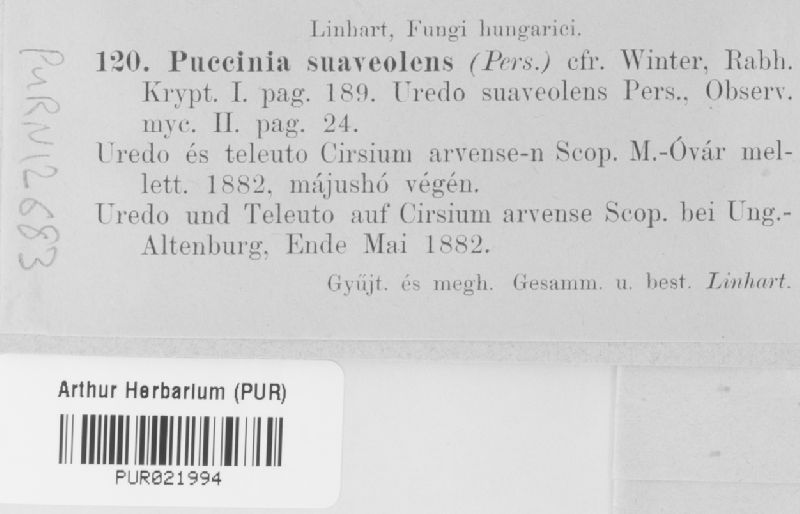 Linhart, Fungi hungarici.
120. Puccinia suaveolens (Pers.) cfr. Winter, Rabh.
Krypt. I. pag. 189. Uredo suaveolens Pers., Observ.
myc. II. pag. 24.
Uredo és teleuto Cirsium arvense-n Scop. M.-Óvár mel-
lett. 1882, májushó végén.
Uredo und Teleuto auf Cirsium arvense Scop. bei Ung.-
Altenburg, Ende Mai 1882.
Gyűjt. és megh. Gesamm. u. best. Linhart.
PURN12683
Arthur Herbarium (PUR)
PUR021994